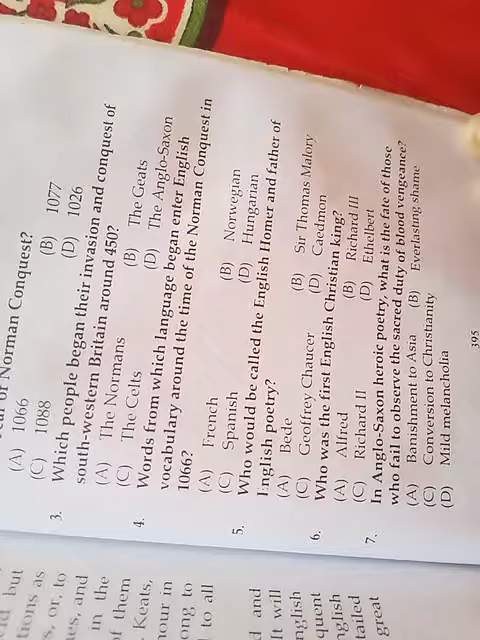 of Norman Conquest?
(A) 1066 (B) 1077
(C) 1088 (D) 1026
3. Which people began their invasion and conquest of
south-western Britain around 450?
(A) The Normans (B) The Geats
(C) The Celts (D) The Anglo-Saxon
4. Words from which language began enter English
vocabulary around the time of the Norman Conquest in
1066?
(A) French (B) Norwegian
(C) Spanish (D) Hungarian
5. Who would be called the English Homer and father of
English poetry?
(A) Bede (B) Sir Thomas Malory
(C) Geoffrey Chaucer (D) Caedmon
6. Who was the first English Christian king?
(A) Alfred (B) Richard III
(C) Richard II (D) Ethelbert
7. In Anglo-Saxon heroic poetry, what is the fate of those
who fail to observe the sacred duty of blood vengeance?
(A) Banishment to Asia (B) Everlasting shame
(C) Conversion to Christianity
(D) Mild melancholia
395
but
tions as
s, or, to
es, and
in the
of them
Keats,
our in
ong to
to all
d and
It will
nglish
quent
glish
tailed
great